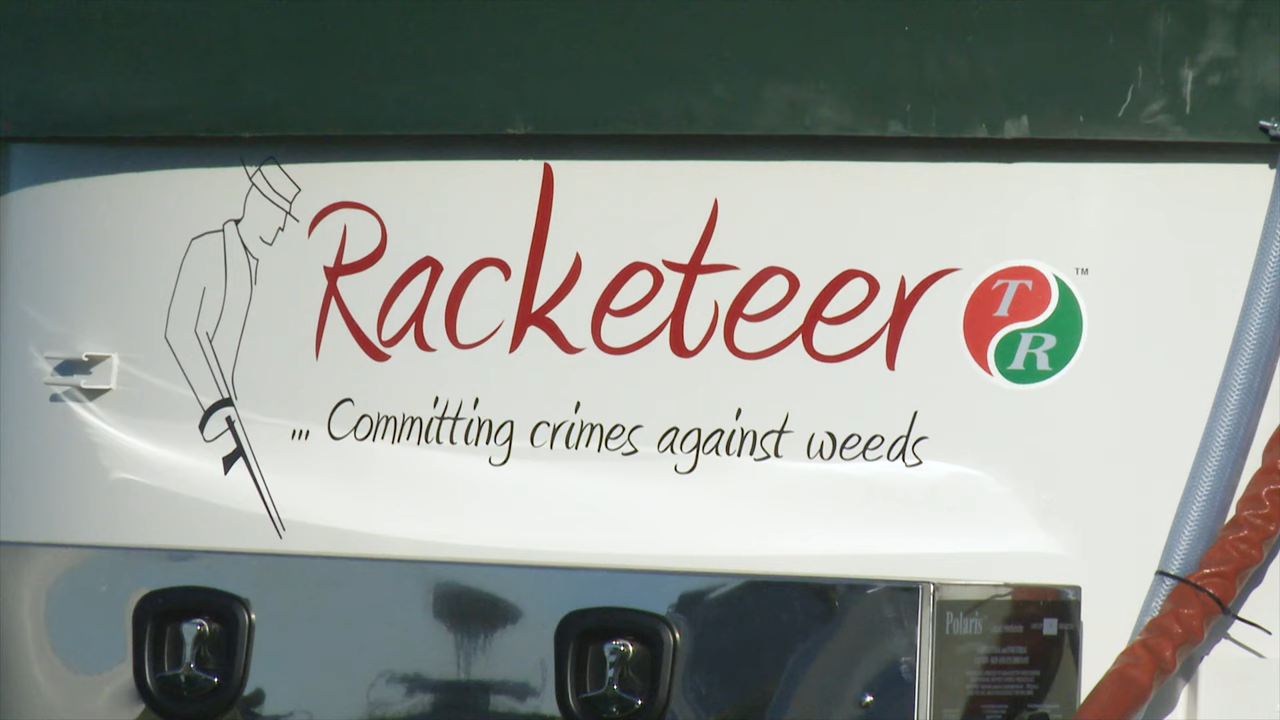 Racketeer
TR
™
... Committing crimes against weeds
Polaris